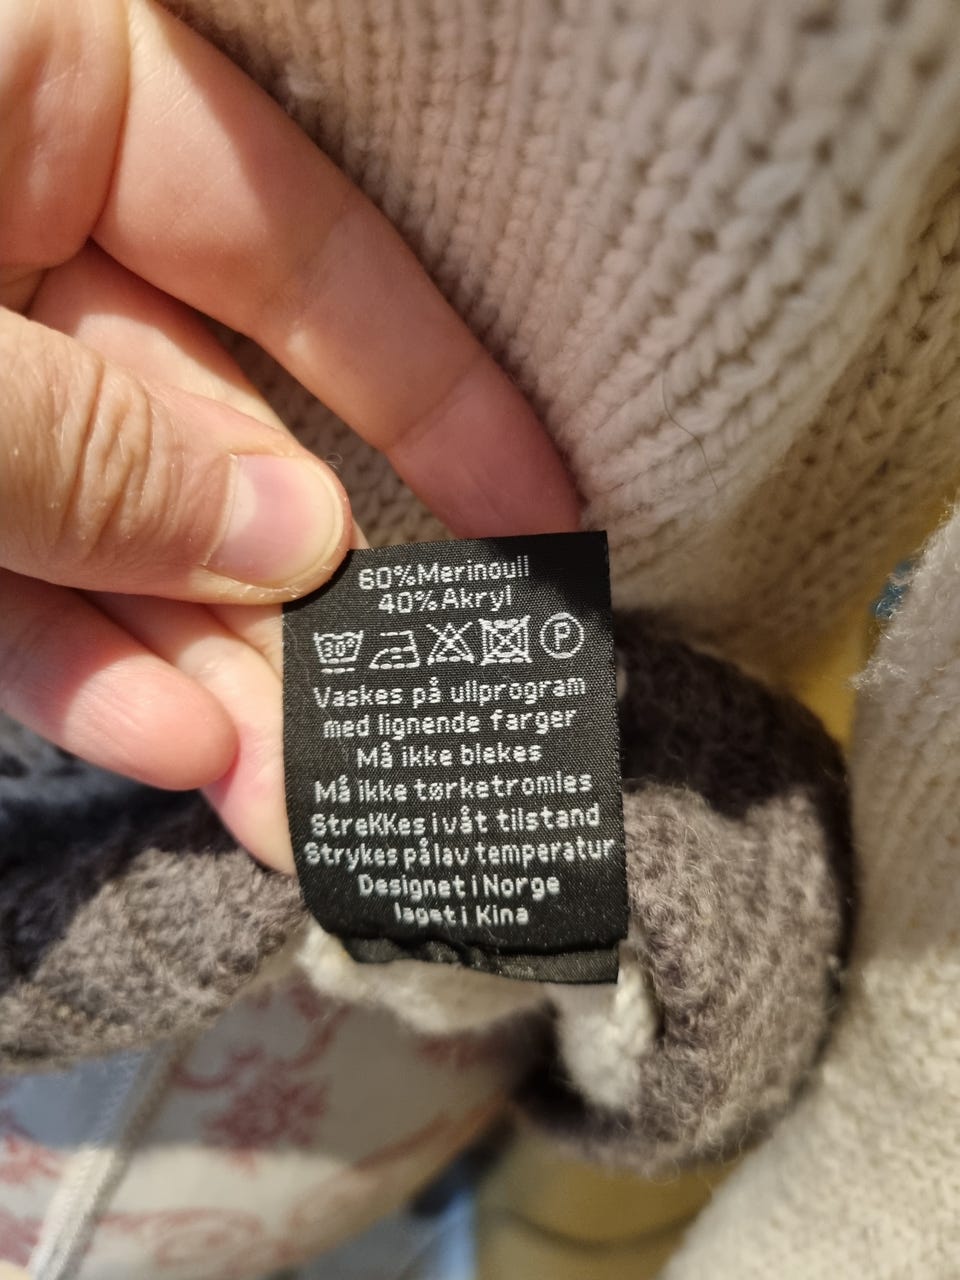 60%Merinoull
40%Akryl
30° P
Vaskes på ullprogram
med lignende farger
Må ikke blekes
Må ikke tørketromles
StreKKes i våt tilstand
Strykes på lav temperatur
Designet i Norge
laget i Kina